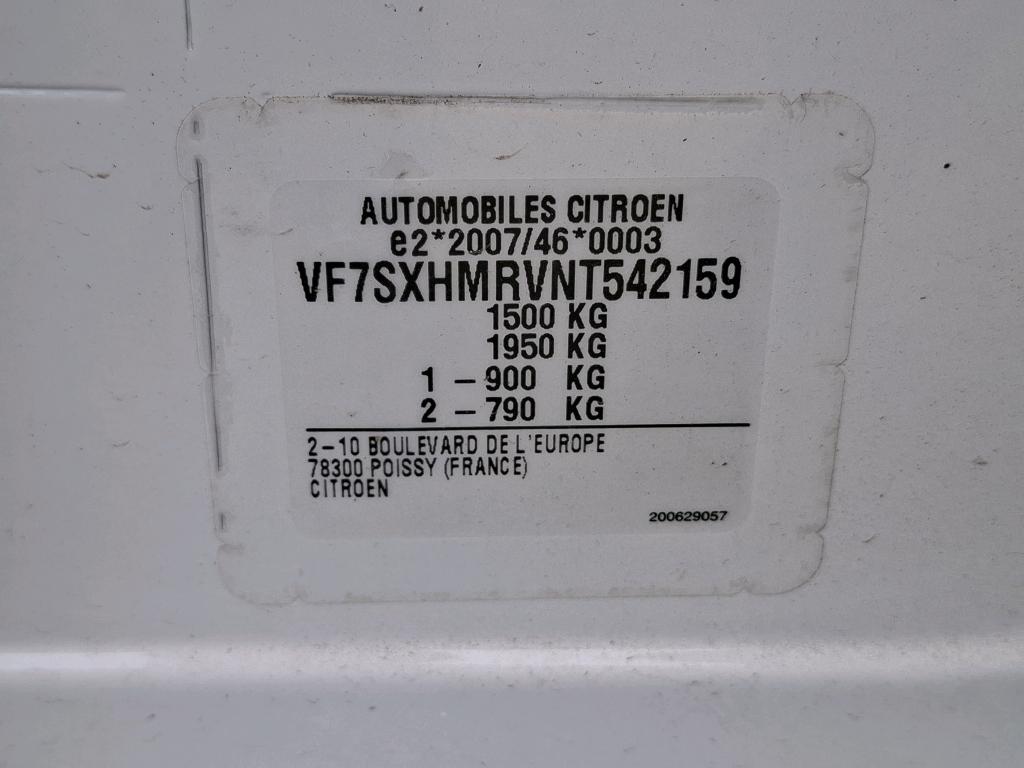 AUTOMOBILES CITROEN
e2*2007/46*0003
VF7SXHMRVNT542159
1500 KG
1950 KG
1 – 900 KG
2 – 790 KG
2–10 BOULEVARD DE L'EUROPE
78300 POISSY (FRANCE)
CITROEN
200629057